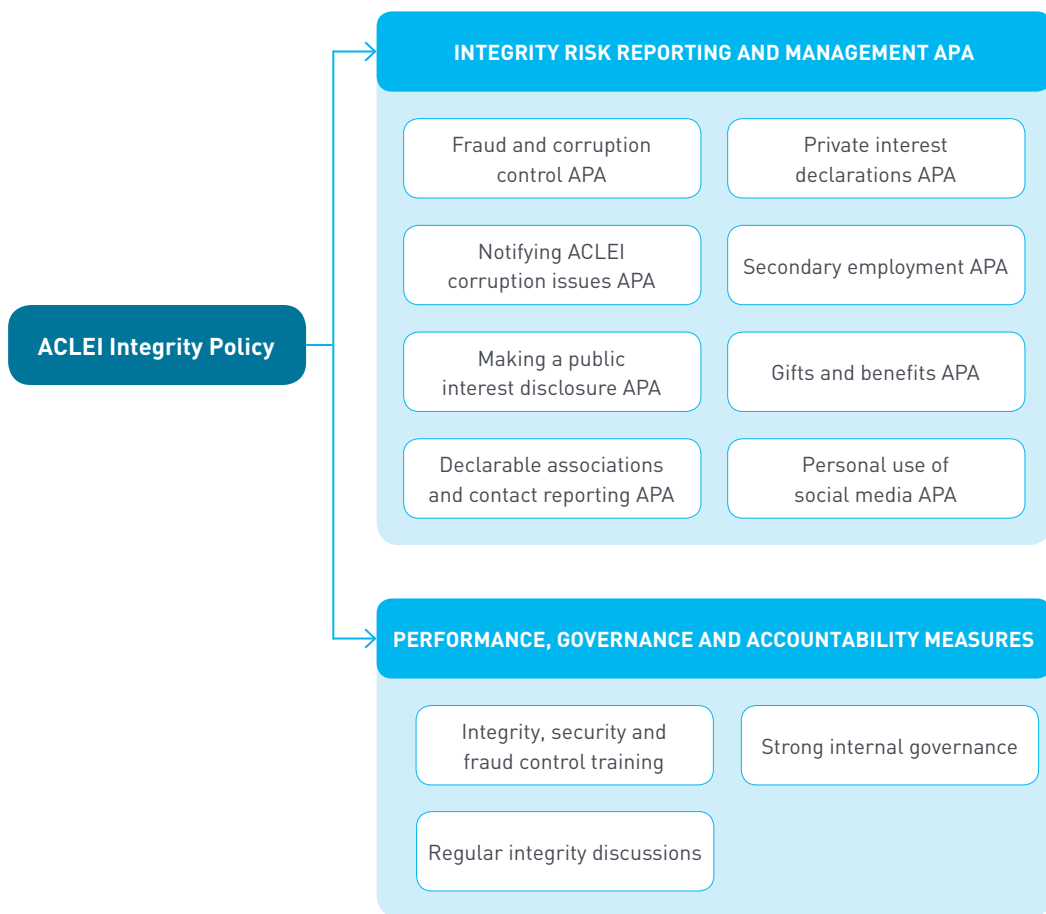 INTEGRITY RISK REPORTING AND MANAGEMENT APA
Fraud and corruption
control APA
Private interest
declarations APA
Notifying ACLEI
corruption issues APA
Secondary employment APA
ACLEI Integrity Policy
Making a public
interest disclosure APA
Gifts and benefits APA
Declarable associations
and contact reporting APA
Personal use of
social media APA
PERFORMANCE, GOVERNANCE AND ACCOUNTABILITY MEASURES
Integrity, security and
fraud control training
Strong internal governance
Regular integrity discussions